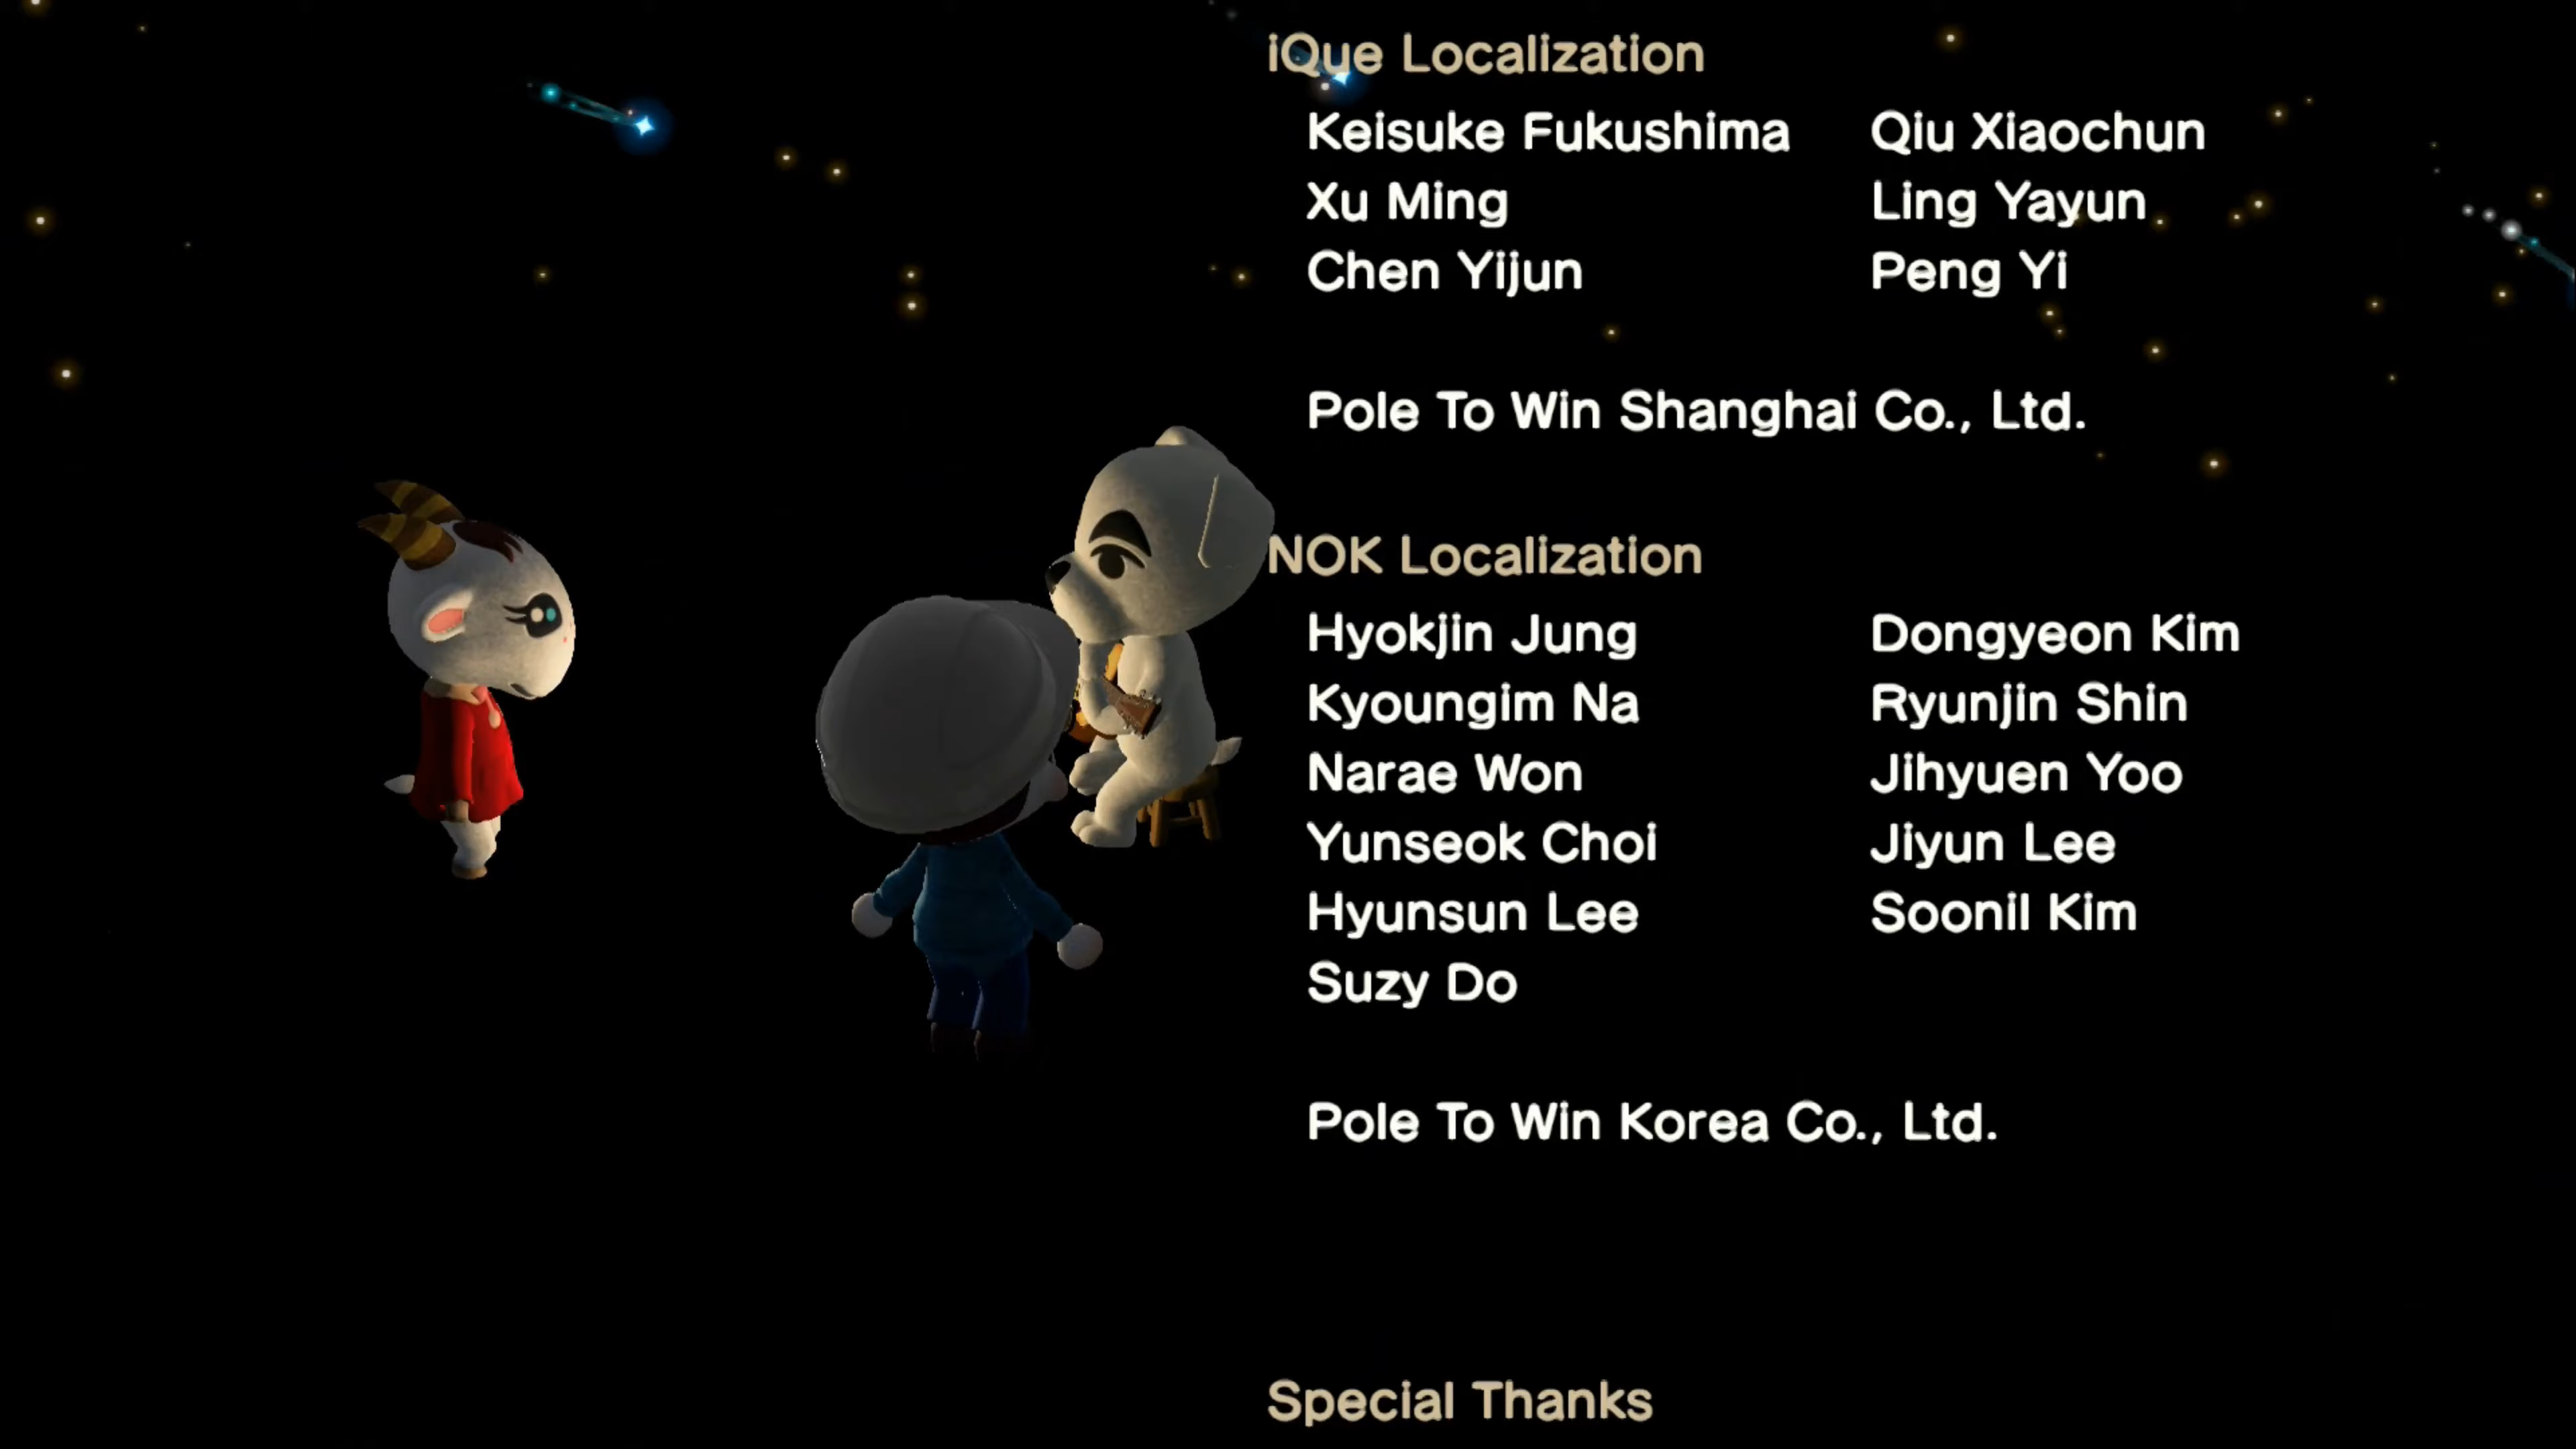 iQue Localization
Keisuke Fukushima Qiu Xiaochun
Xu Ming Ling Yayun
Chen Yijun Peng Yi
Pole To Win Shanghai Co., Ltd.
NOK Localization
Hyokjin Jung Dongyeon Kim
Kyoungim Na Ryunjin Shin
Narae Won Jihyuen Yoo
Yunseok Choi Jiyun Lee
Hyunsun Lee Soonil Kim
Suzy Do
Pole To Win Korea Co., Ltd.
Special Thanks